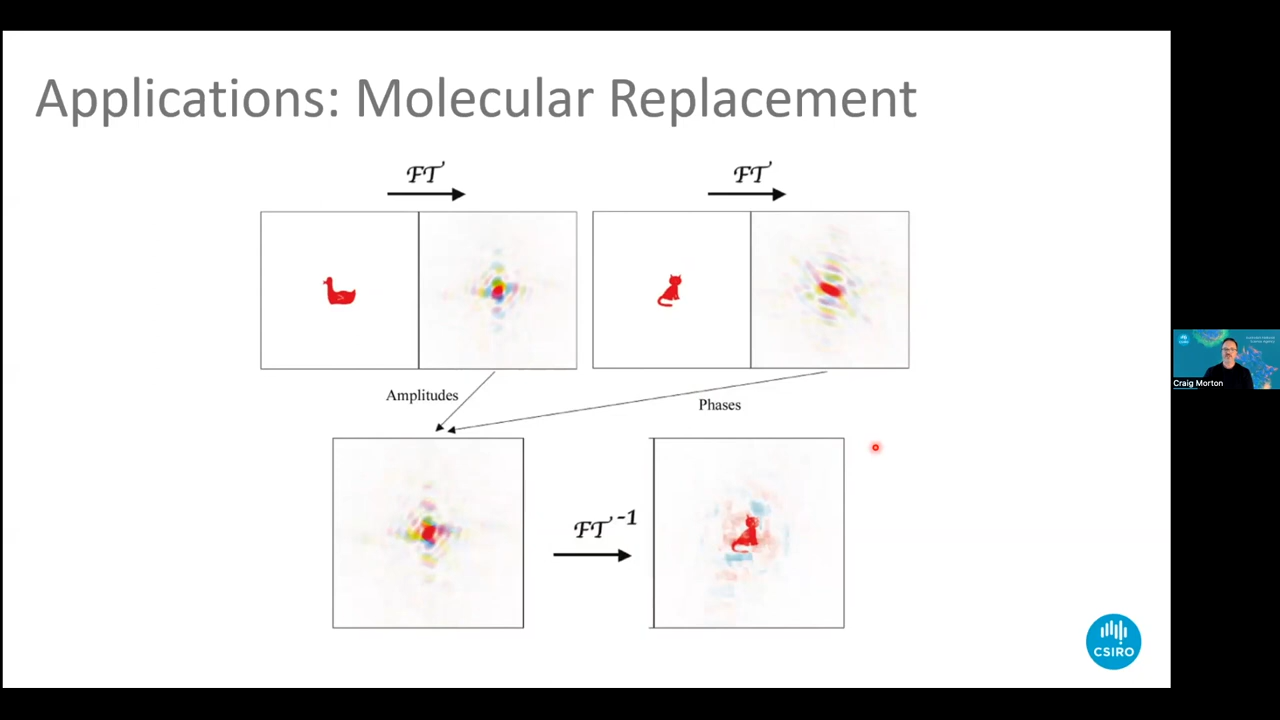 Applications: Molecular Replacement
FT
FT
Amplitudes
Phases
FT -1
CSIRO
Craig Morton